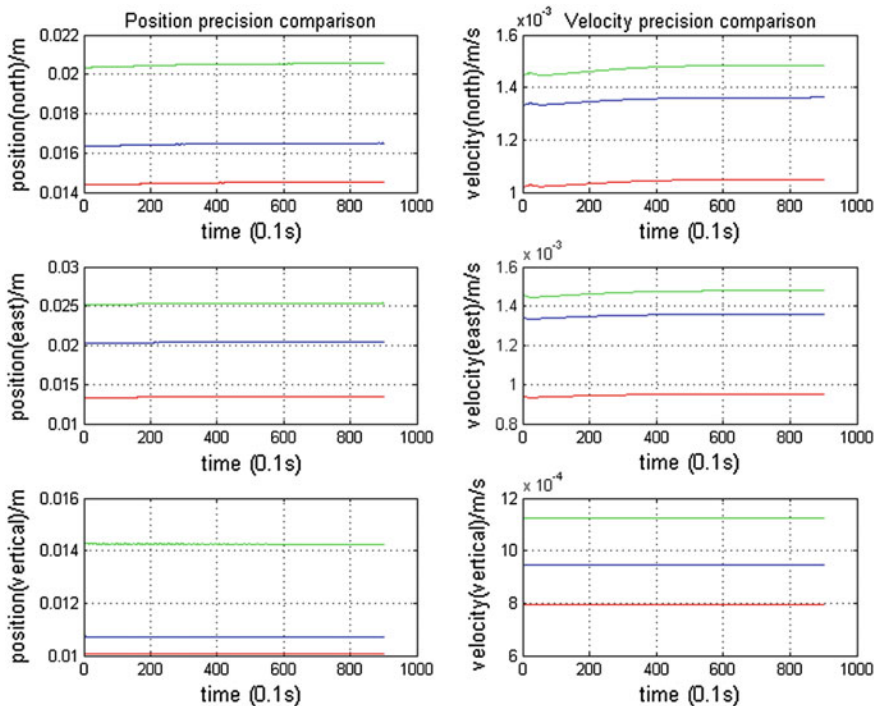 Position precision comparison
position(north)/m
0.022
0.02
0.018
0.016
0.014
0 200 400 600 800 1000
time (0.1s)
Velocity precision comparison
x 10-3
velocity(north)/m/s
1.6
1.4
1.2
1
0 200 400 600 800 1000
time (0.1s)
position(east)/m
0.03
0.025
0.02
0.015
0.01
0 200 400 600 800 1000
time (0.1s)
x 10-3
velocity(east)/m/s
1.6
1.4
1.2
1
0.8
0 200 400 600 800 1000
time (0.1s)
position(vertical)/m
0.016
0.014
0.01
0 200 400 600 800 1000
time (0.1s)
x 10-4
velocity(vertical)/m/s
12
10
8
6
0 200 400 600 800 1000
time (0.1s)